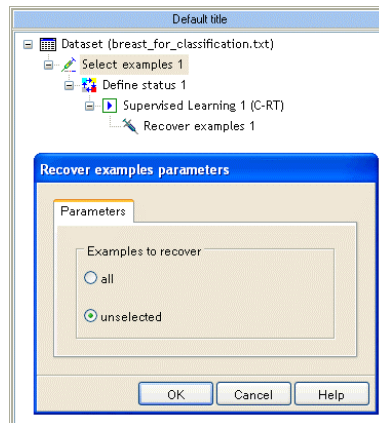 Default title
Dataset (breast_for_classification.txt)
Select examples 1
Define status 1
Supervised Learning 1 (C-RT)
Recover examples 1
Recover examples parameters
Parameters
Examples to recover
all
unselected
OK Cancel Help